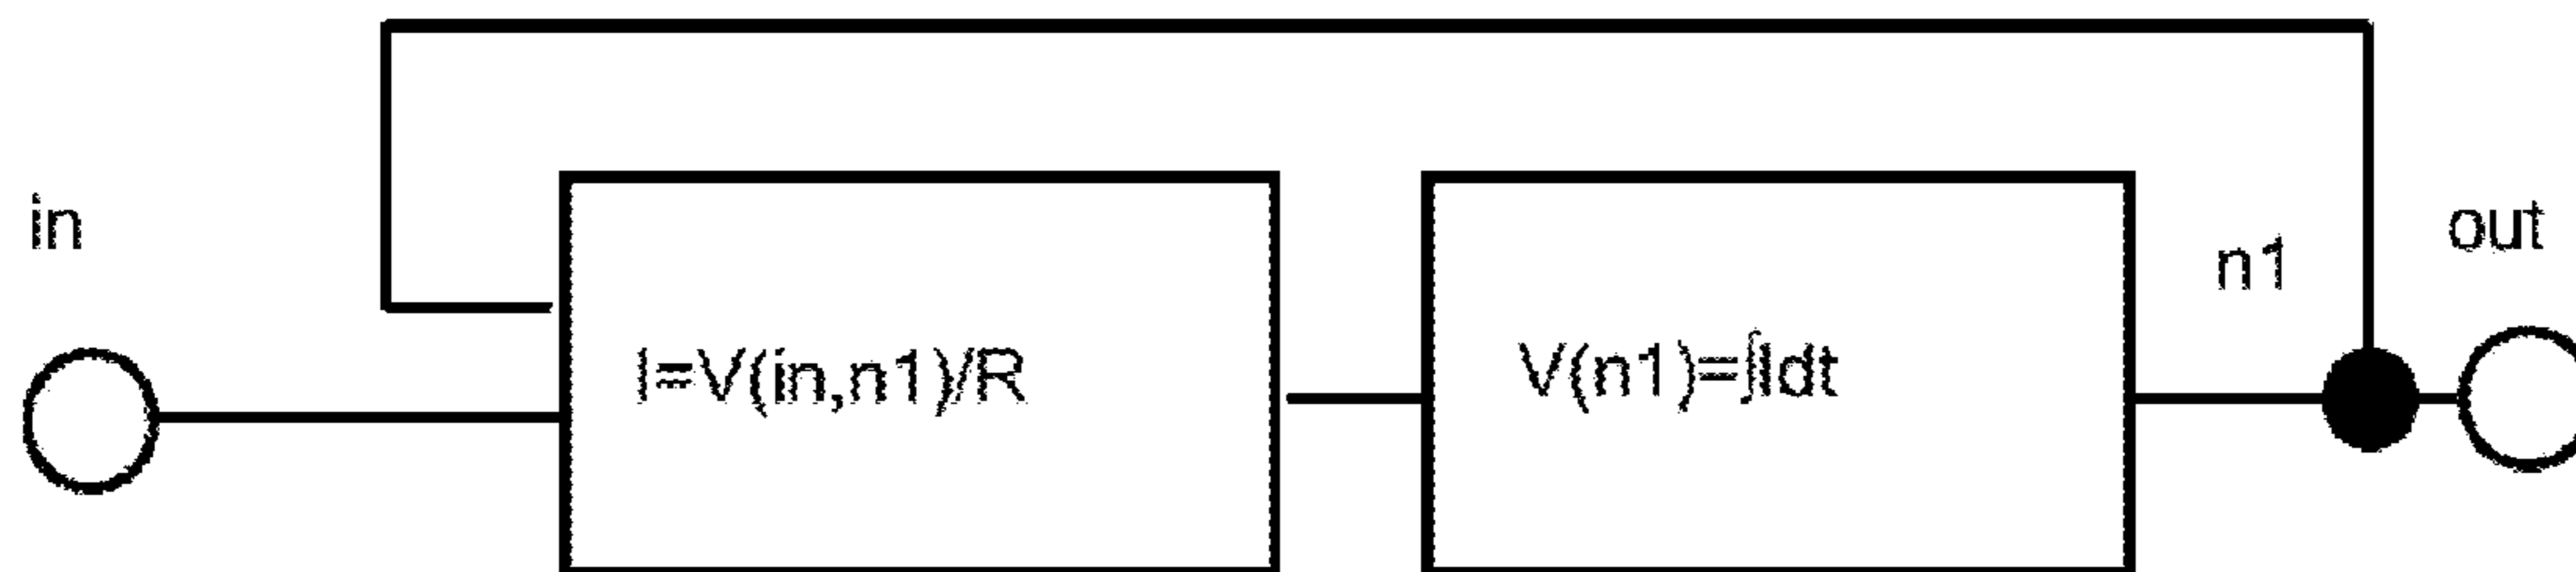 in
out
n1
I=V(in,n1)/R
V(n1)=∫Idt